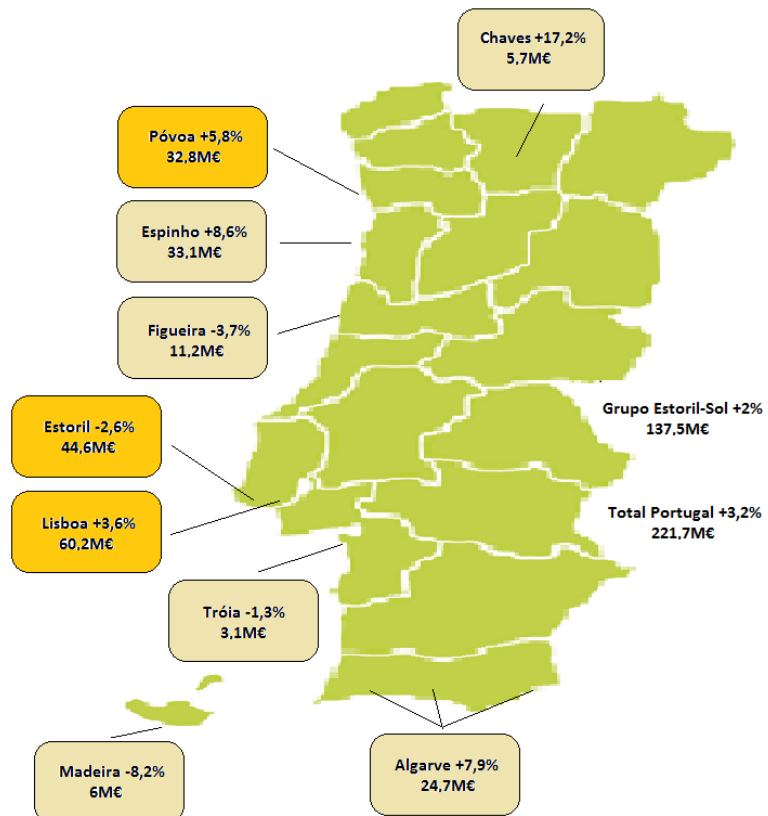 Chaves +17,2%
5,7M€
Póvoa +5,8%
32,8M€
Espinho +8,6%
33,1M€
Figueira -3,7%
11,2M€
Grupo Estoril-Sol +2%
137,5M€
Estoril -2,6%
44,6M€
Lisboa +3,6%
60,2M€
Total Portugal +3,2%
221,7M€
Tróia -1,3%
3,1M€
Madeira -8,2%
6M€
Algarve +7,9%
24,7M€